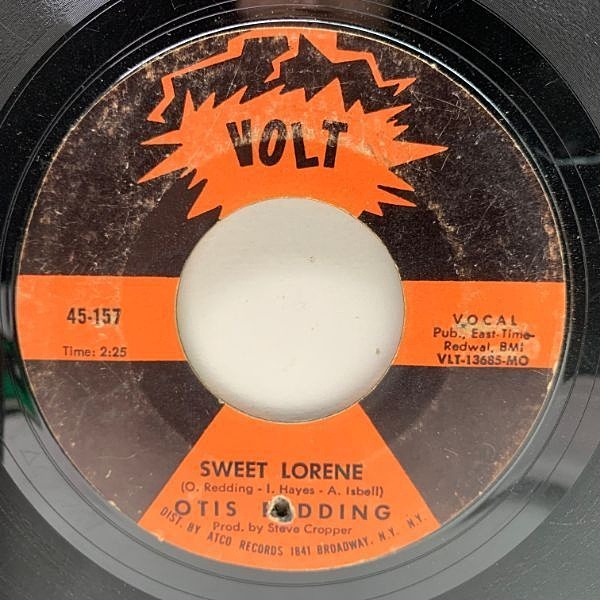 VOLT
45-157
Time: 2:25
VOCAL
Pub., East-Time
Redwal, BMI
VLT-13685-MO
SWEET LORENE
(O. Redding - I. Hayes - A. Isbell)
OTIS REDDING
Prod. by Steve Cropper
DIST. BY ATCO RECORDS 1841 BROADWAY, N.Y. N.Y.